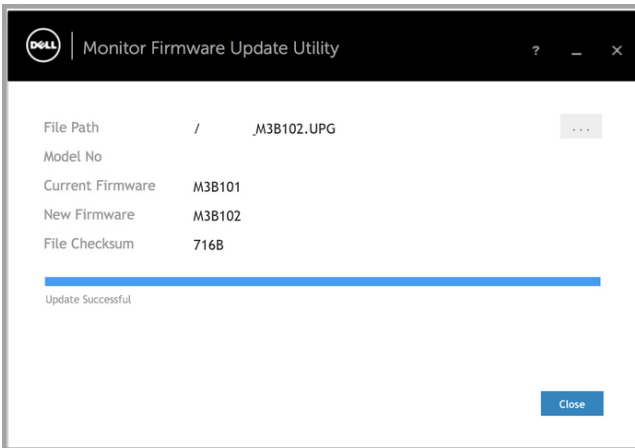 DELL | Monitor Firmware Update Utility ? _ ×
File Path / _M3B102.UPG ...
Model No
Current Firmware M3B101
New Firmware M3B102
File Checksum 716B
Update Successful
Close